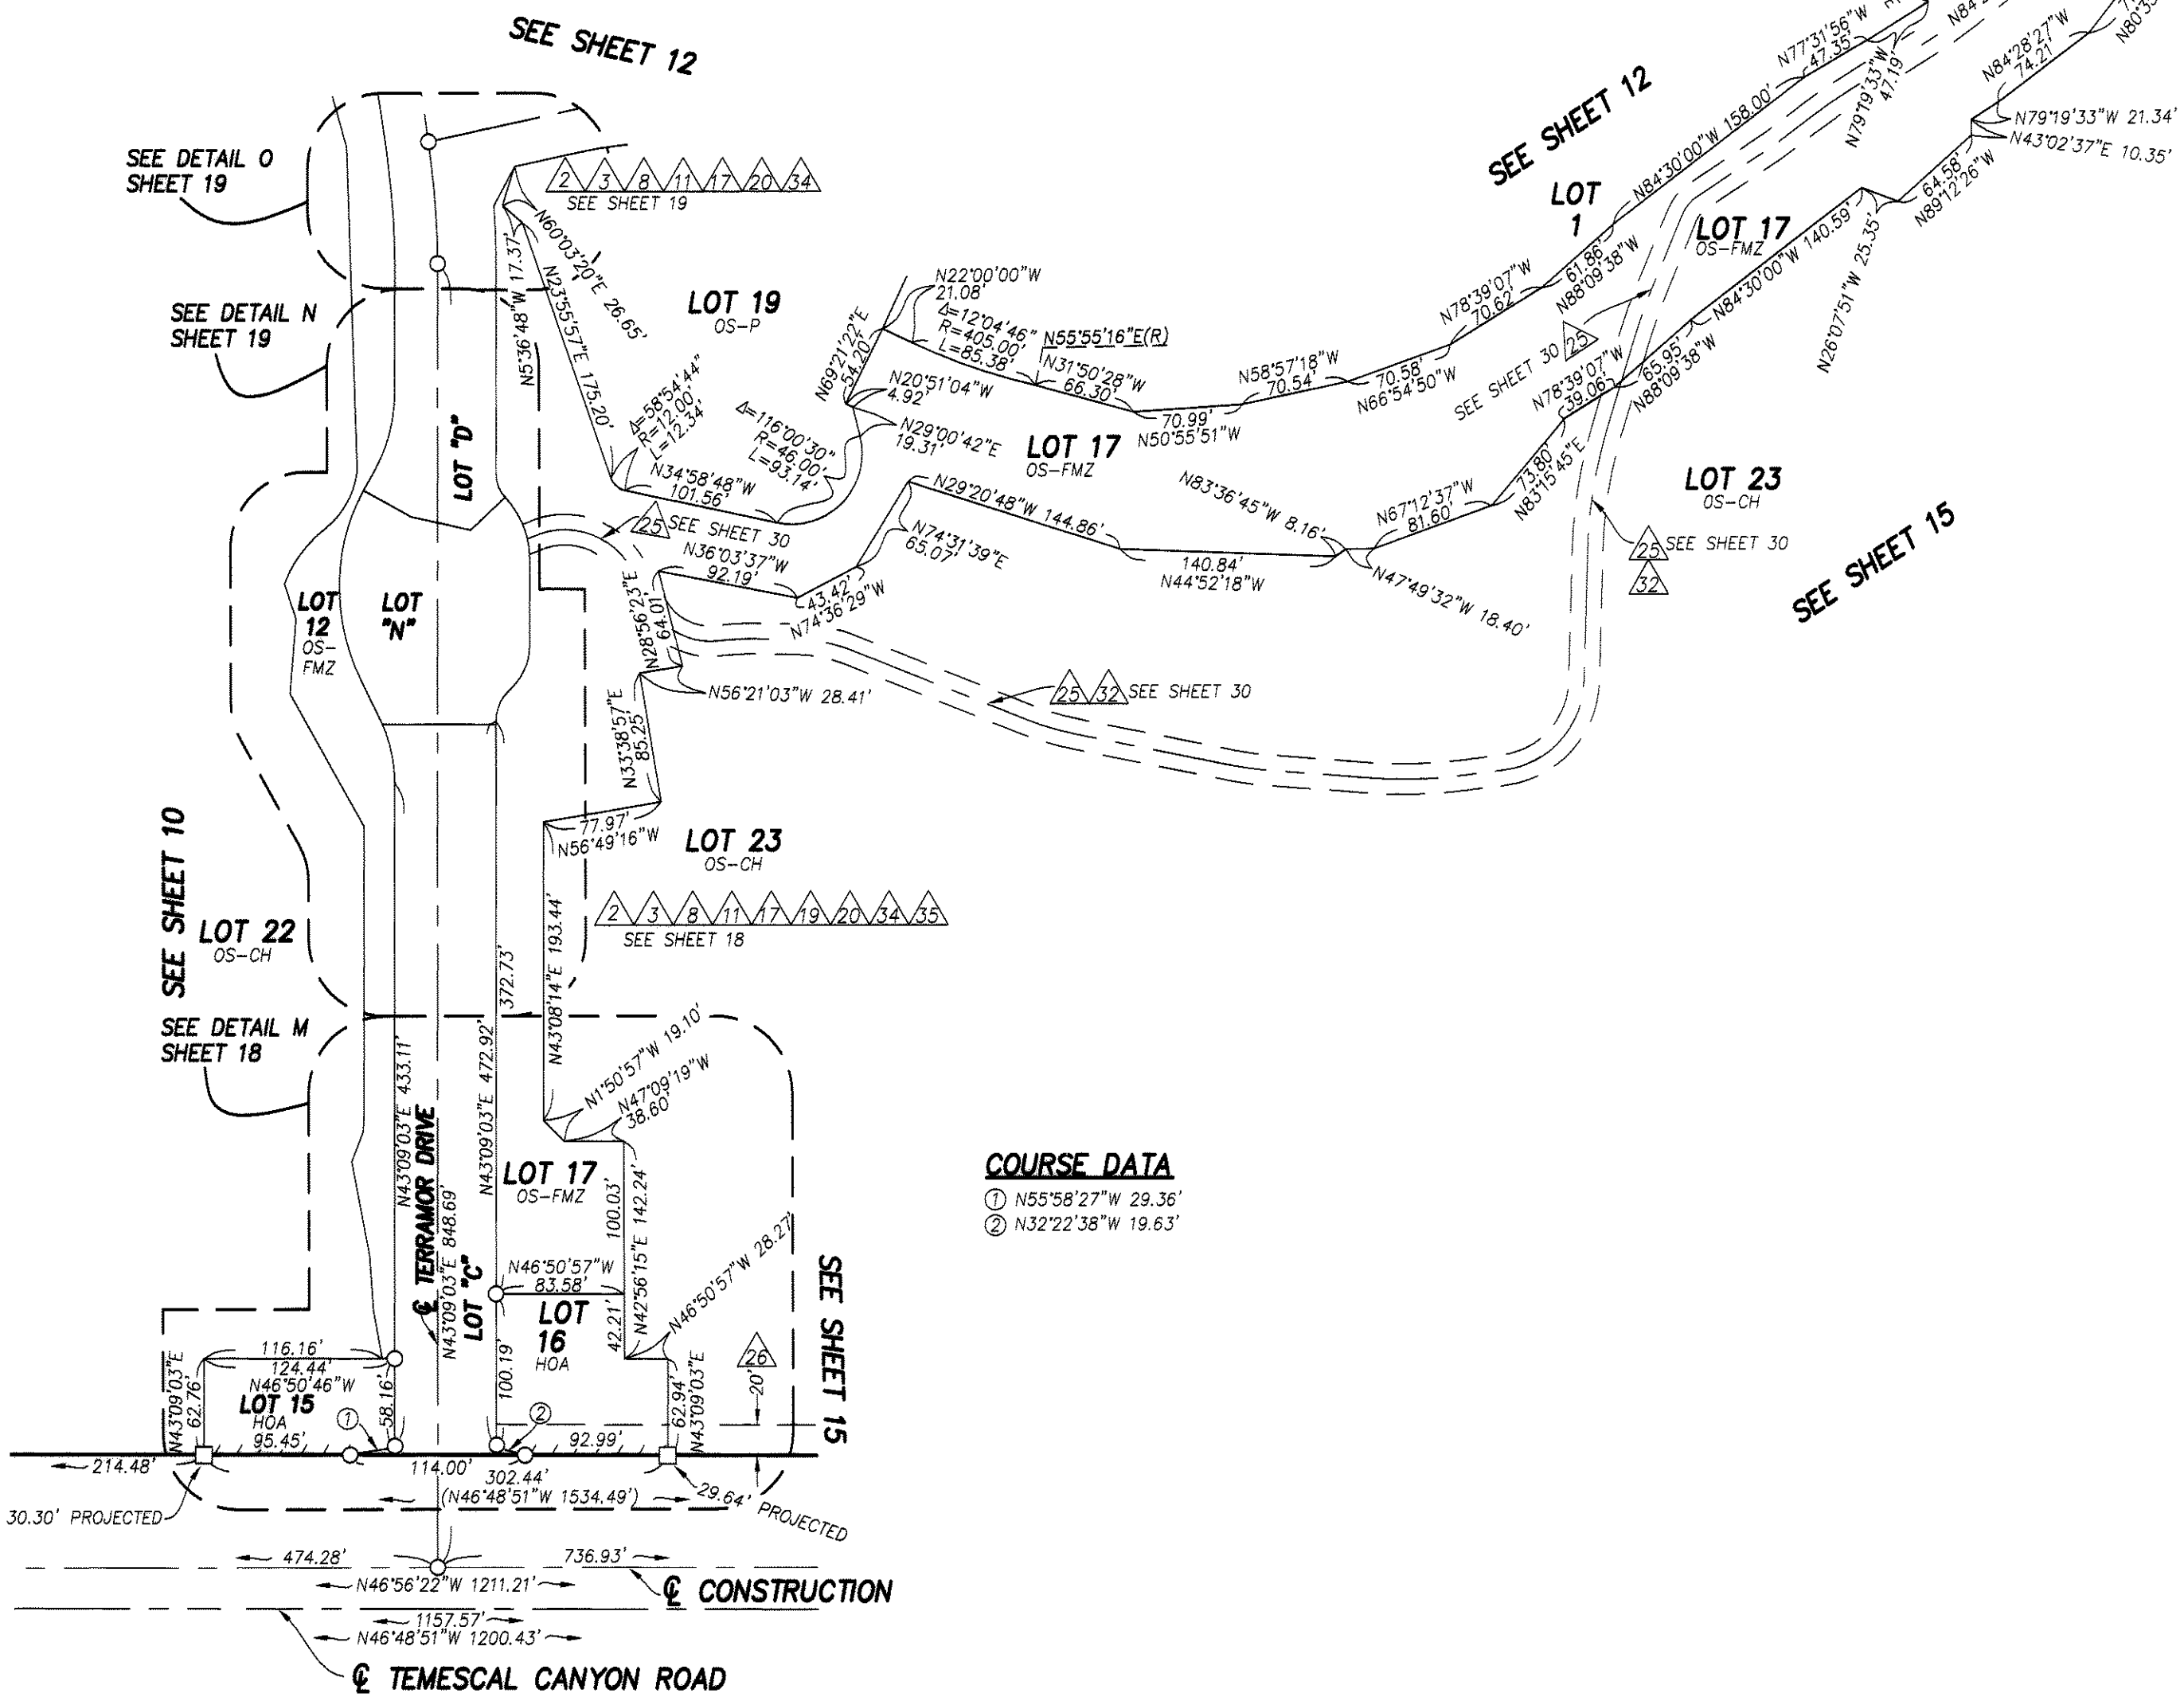 SEE SHEET 12
SEE DETAIL O
SHEET 19
SEE DETAIL N
SHEET 19
2 3 8 11 17 20 34
SEE SHEET 19
N60°03'20"E 26.65'
N5°36'48"W 17.37'
N23°55'57"E 175.20'
LOT 19
OS-P
N22°00'00"W
21.08'
Δ=12°04'46"
R=405.00'
L=85.38'
N55°55'16"E(R)
N31°50'28"W
66.30'
N69°21'22"E
54.20'
N20°51'04"W
4.92'
N29°00'42"E
19.31'
Δ=58°54'44"
R=12.00'
L=12.34'
Δ=116°00'30"
R=46.00'
L=93.14'
N34°58'48"W
101.56'
25 SEE SHEET 30
N36°03'37"W
92.19'
43.42'
N74°36'29"W
N74°31'39"E
65.07'
LOT 17
OS-FMZ
N29°20'48"W 144.86'
70.99'
N50°55'51"W
N58°57'18"W
70.54'
70.58'
N66°54'50"W
N78°39'07"W
70.62'
61.86'
N88°09'38"W
SEE SHEET 12
LOT
1
N84°30'00"W 158.00'
N77°31'56"W
47.35'
N79°19'33"W
47.19'
N84°28'27"W
74.21'
N79°19'33"W 21.34'
N43°02'37"E 10.35'
64.58'
N89°12'26"W
LOT 17
OS-FMZ
N84°30'00"W 140.59'
N26°07'51"W 25.35'
SEE SHEET 30 25
N78°39'07"W
39.06'
65.95'
N88°09'38"W
N83°36'45"W 8.16'
N67°12'37"W
81.60'
73.80'
N83°15'45"E
140.84'
N44°52'18"W
N47°49'32"W 18.40'
LOT 23
OS-CH
25 SEE SHEET 30
32
SEE SHEET 15
LOT "D"
LOT
12
OS-
FMZ
LOT
"N"
N28°56'23"E
64.01'
N56°21'03"W 28.41'
25 32 SEE SHEET 30
N33°38'57"E
85.25'
77.97'
N56°49'16"W
LOT 23
OS-CH
2 3 8 11 17 19 20 34 35
SEE SHEET 18
SEE SHEET 10
LOT 22
OS-CH
SEE DETAIL M
SHEET 18
372.73'
N43°08'14"E 193.44'
N1°50'57"W 19.10'
N47°09'19"W
38.60'
N43°09'03"E 433.11'
N43°09'03"E 472.92'
℄ TERRAMOR DRIVE
N43°09'03"E 848.69'
LOT "C"
LOT 17
OS-FMZ
100.03'
N42°56'15"E 142.24'
N46°50'57"W 28.27'
N46°50'57"W
83.58'
LOT
16
HOA
42.21'
COURSE DATA
1 N55°58'27"W 29.36'
2 N32°22'38"W 19.63'
SEE SHEET 15
26
20'
N43°09'03"E
62.76'
116.16'
124.44'
N46°50'46"W
LOT 15
HOA
95.45'
58.16'
1
100.19'
2
92.99'
62.94'
N43°09'03"E
214.48'
114.00'
302.44'
(N46°48'51"W 1534.49')
30.30' PROJECTED
29.64' PROJECTED
474.28'
736.93'
N46°56'22"W 1211.21'
℄ CONSTRUCTION
1157.57'
N46°48'51"W 1200.43'
℄ TEMESCAL CANYON ROAD